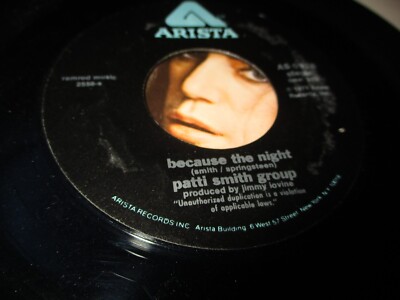 ARISTA
because the night
(smith / springsteen)
patti smith group
produced by jimmy iovine
"Unauthorized duplication is a violation
of applicable laws."
ARISTA RECORDS INC Arista Building 6 West 57 Street New York